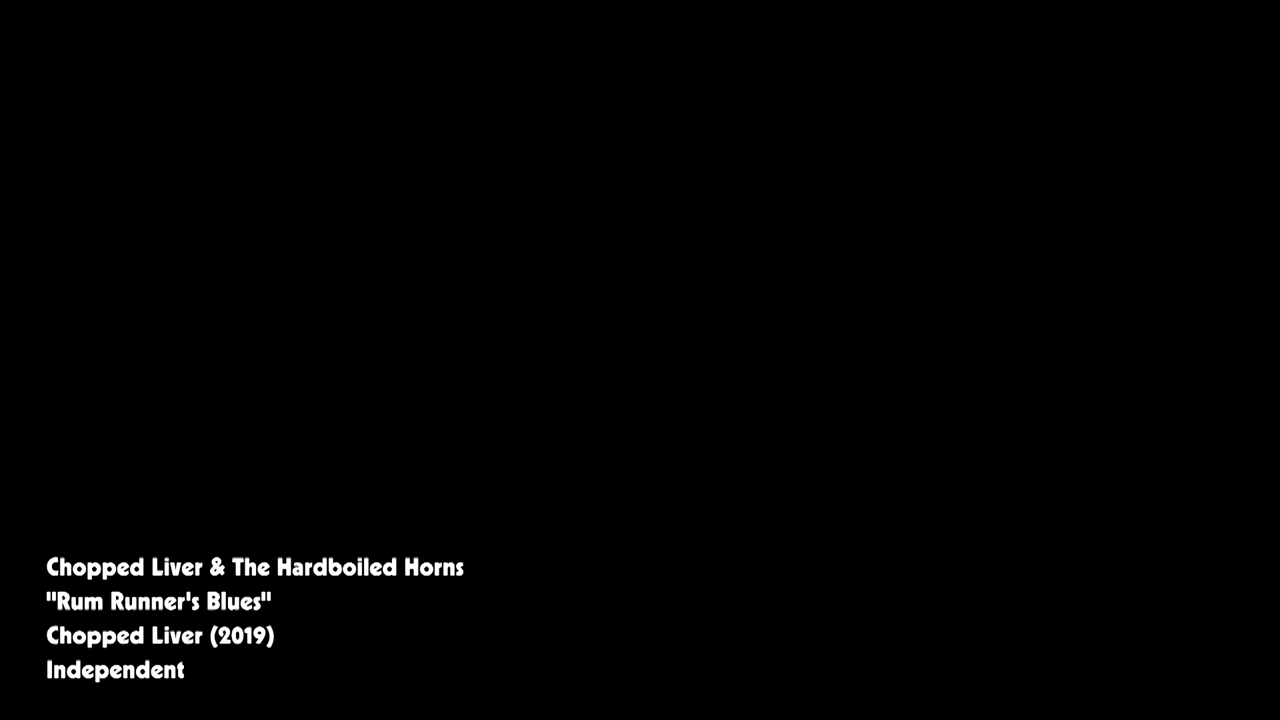 Chopped Liver & The Hardboiled Horns
"Rum Runner's Blues"
Chopped Liver (2019)
Independent